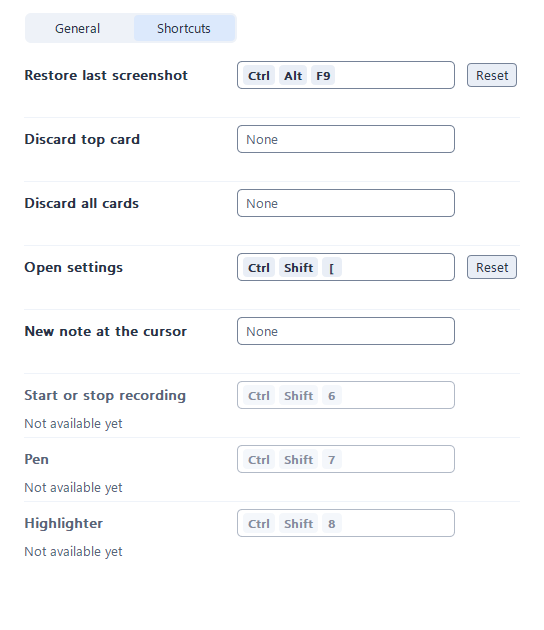 General Shortcuts
Restore last screenshot Ctrl Alt F9 Reset
Discard top card None
Discard all cards None
Open settings Ctrl Shift [ Reset
New note at the cursor None
Start or stop recording Ctrl Shift 6
Not available yet
Pen Ctrl Shift 7
Not available yet
Highlighter Ctrl Shift 8
Not available yet